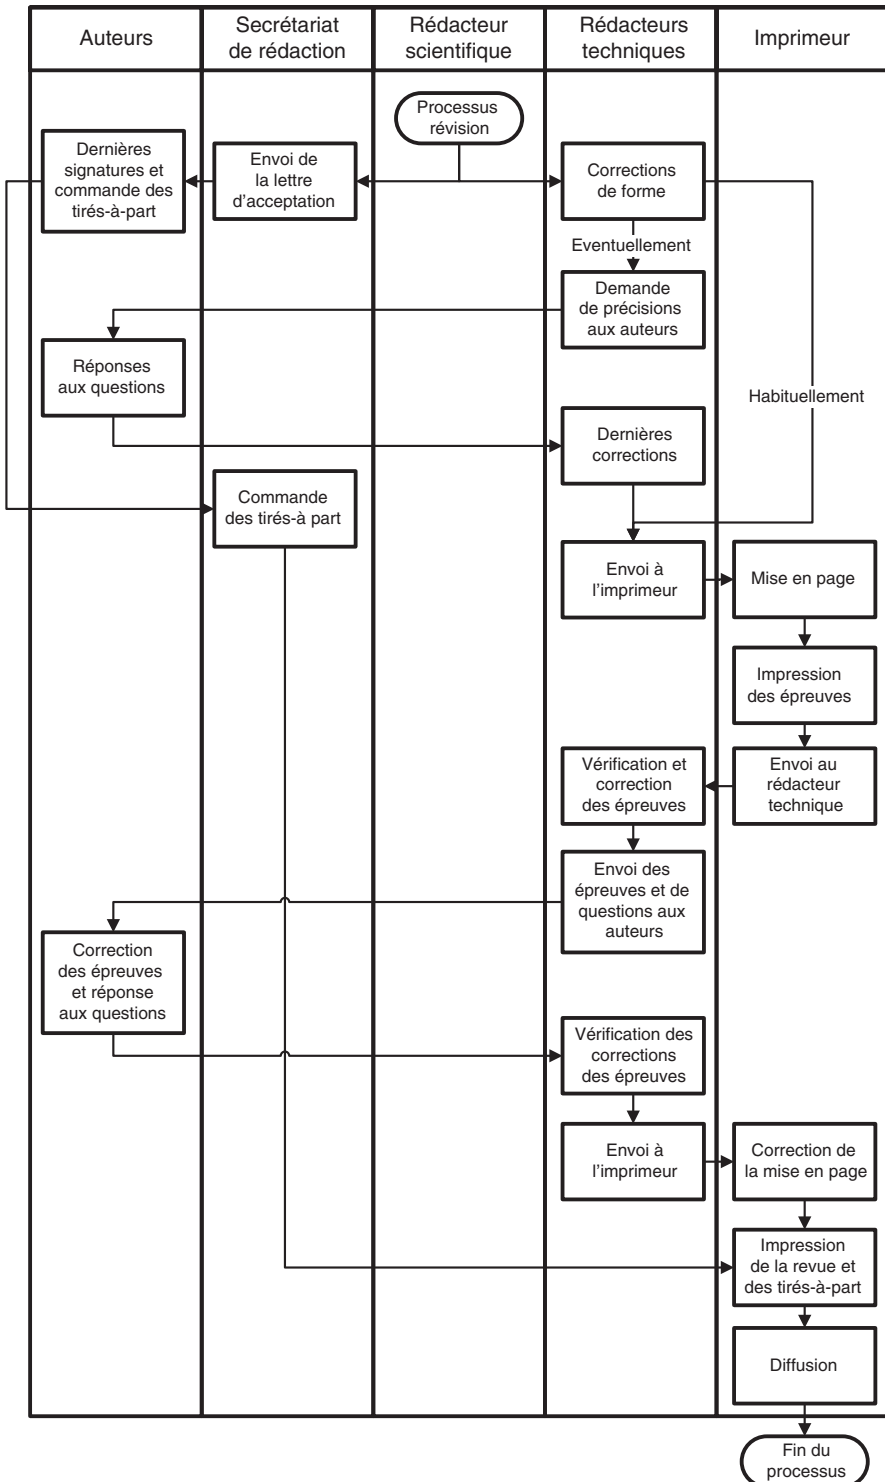 Auteurs
Secrétariat
de rédaction
Rédacteur
scientifique
Rédacteurs
techniques
Imprimeur
Processus
révision
Dernières
signatures et
commande des
tirés-à-part
Envoi de
la lettre
d'acceptation
Corrections
de forme
Eventuellement
Demande
de précisions
aux auteurs
Réponses
aux questions
Habituellement
Dernières
corrections
Commande
des tirés-à part
Envoi à
l'imprimeur
Mise en page
Impression
des épreuves
Vérification et
correction
des épreuves
Envoi au
rédacteur
technique
Envoi des
épreuves et de
questions aux
auteurs
Correction
des épreuves
et réponse
aux questions
Vérification des
corrections
des épreuves
Envoi à
l'imprimeur
Correction de
la mise en page
Impression
de la revue et
des tirés-à-part
Diffusion
Fin du
processus